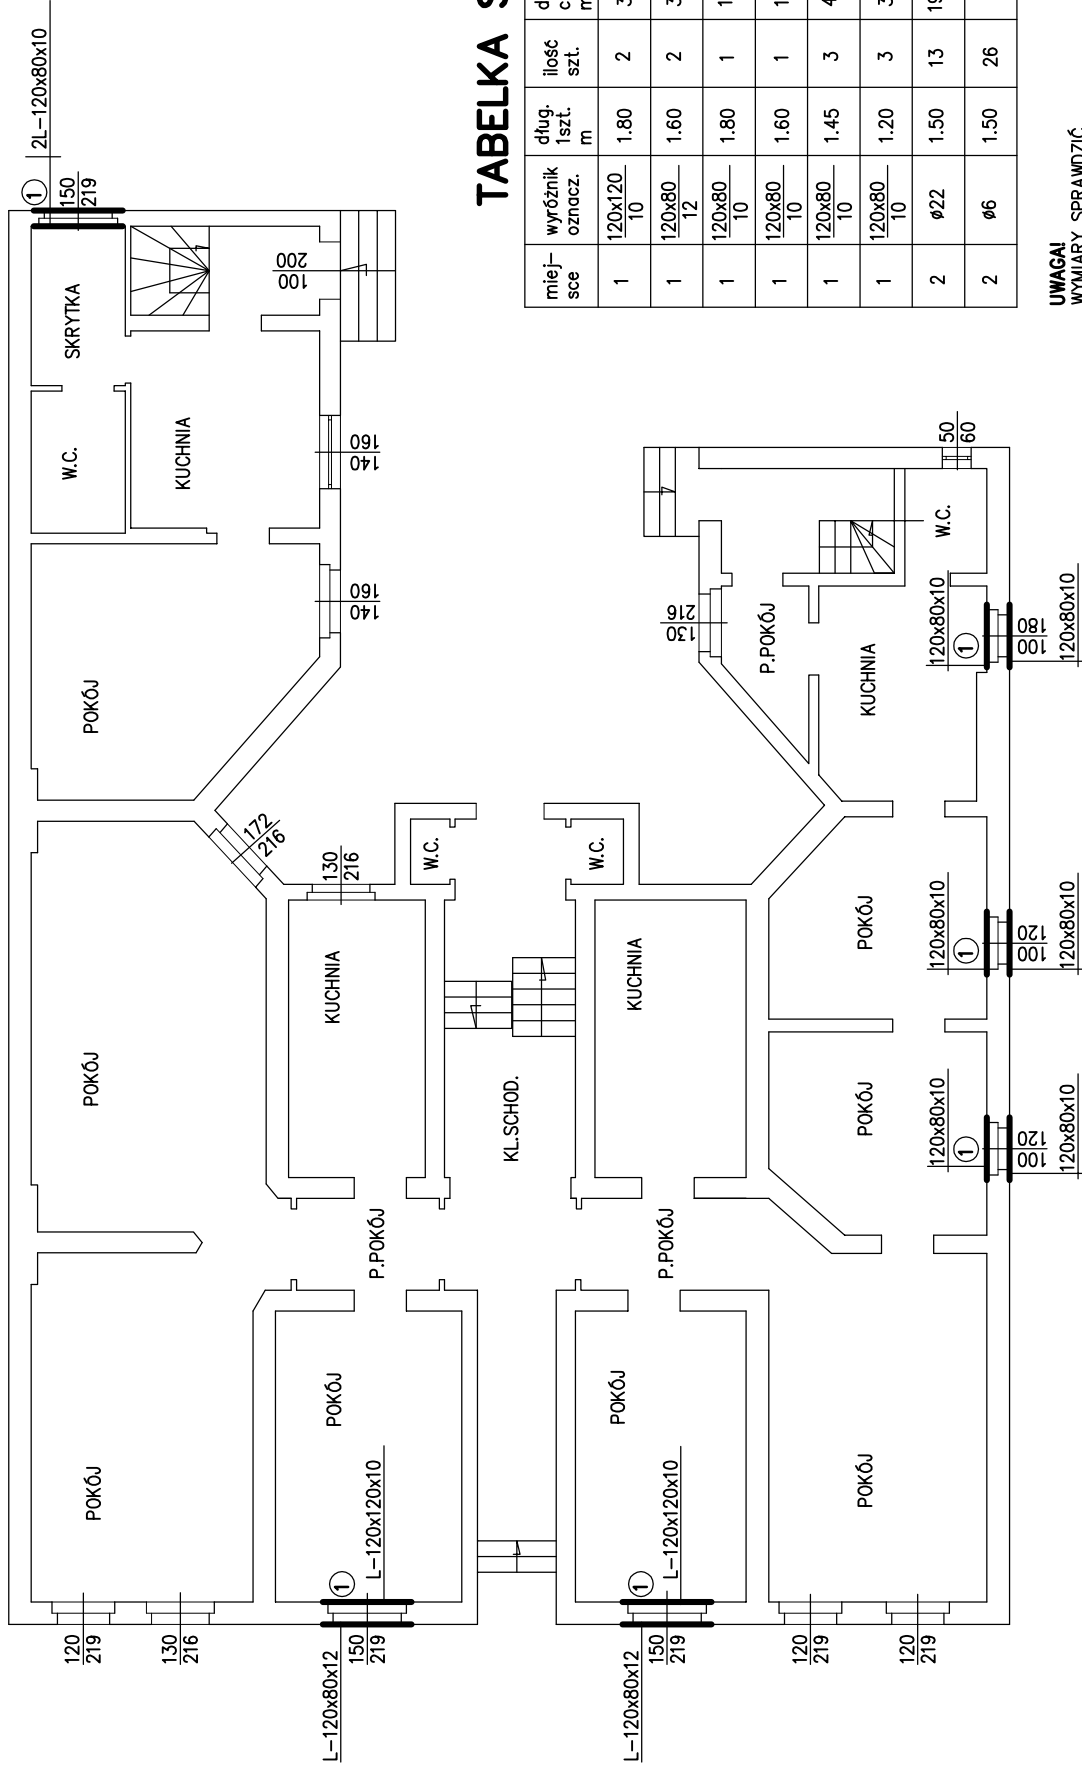 2L-120x80x10
1
150
219
SKRYTKA
100
200
W.C.
KUCHNIA
140
160
140
160
POKÓJ
172
216
130
216
W.C.
W.C.
POKÓJ
KUCHNIA
KL.SCHOD.
KUCHNIA
P.POKÓJ
P.POKÓJ
POKÓJ
POKÓJ
POKÓJ
120
219
130
216
L-120x80x12
150
219
1
L-120x120x10
L-120x80x12
150
219
1
L-120x120x10
120
219
120
219
POKÓJ
POKÓJ
POKÓJ
KUCHNIA
P.POKÓJ
130
216
W.C.
50
60
120x80x10
1
100
120
120x80x10
120x80x10
1
100
120
120x80x10
120x80x10
1
100
180
120x80x10
TABELKA
miej- wyróżnik dług. ilość
sce oznacz. 1szt. szt.
m
1 120x120 1.80 2
10
1 120x80 1.60 2
12
1 120x80 1.80 1
10
1 120x80 1.60 1
10
1 120x80 1.45 3
10
1 120x80 1.20 3
10
2 ø22 1.50 13
2 ø6 1.50 26
UWAGA!
WYMIARY SPRAWDZIĆ